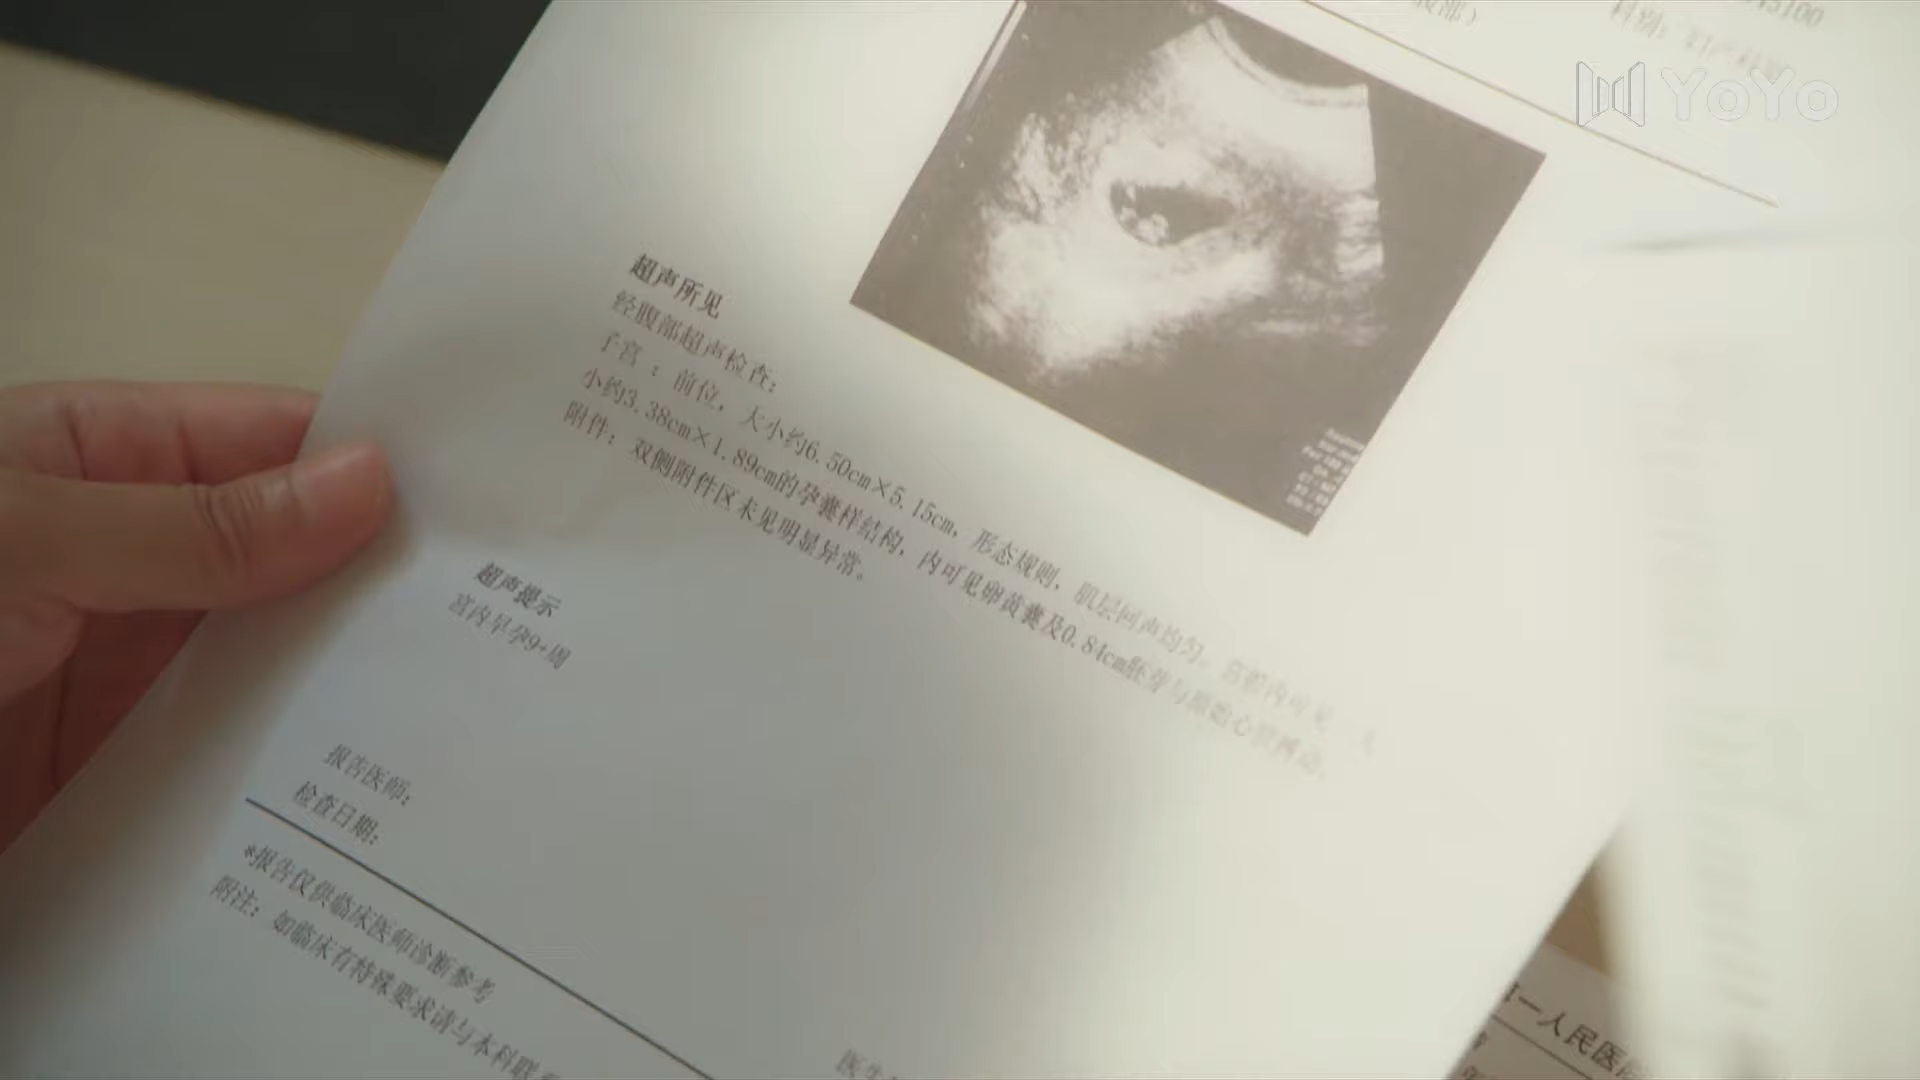 YoYo
超声所见
经腹部超声检查:
子宫：前位，大小约6.50cm×5.15cm，形态规则，肌层回声均匀。宫腔内可见
小约3.38cm×1.89cm的孕囊样结构，内可见卵黄囊及0.84cm胚芽与原始心管搏动。
附件：双侧附件区未见明显异常。
超声提示
宫内早孕9+周
报告医师:
检查日期:
*报告仅供临床医师诊断参考
附注：如临床有特殊要求请与本科联
医生
一人民医